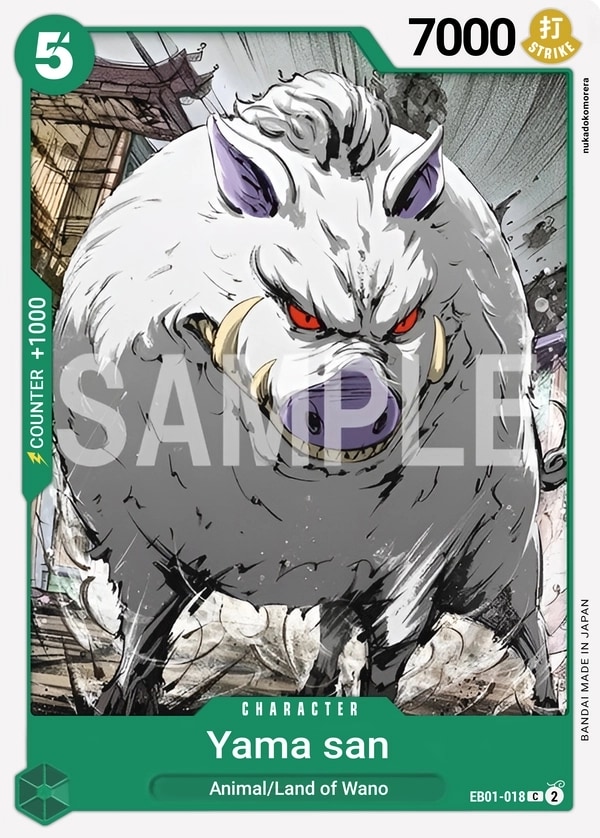 5
7000
打
STRIKE
nukadokomorera
COUNTER +1000
SAMPLE
BANDAI MADE IN JAPAN
CHARACTER
Yama san
Animal/Land of Wano
EB01-018 C 2